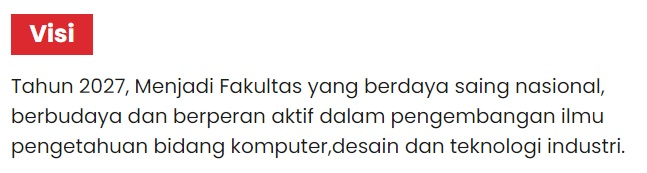 Visi
Tahun 2027, Menjadi Fakultas yang berdaya saing nasional,
berbudaya dan berperan aktif dalam pengembangan ilmu
pengetahuan bidang komputer,desain dan teknologi industri.